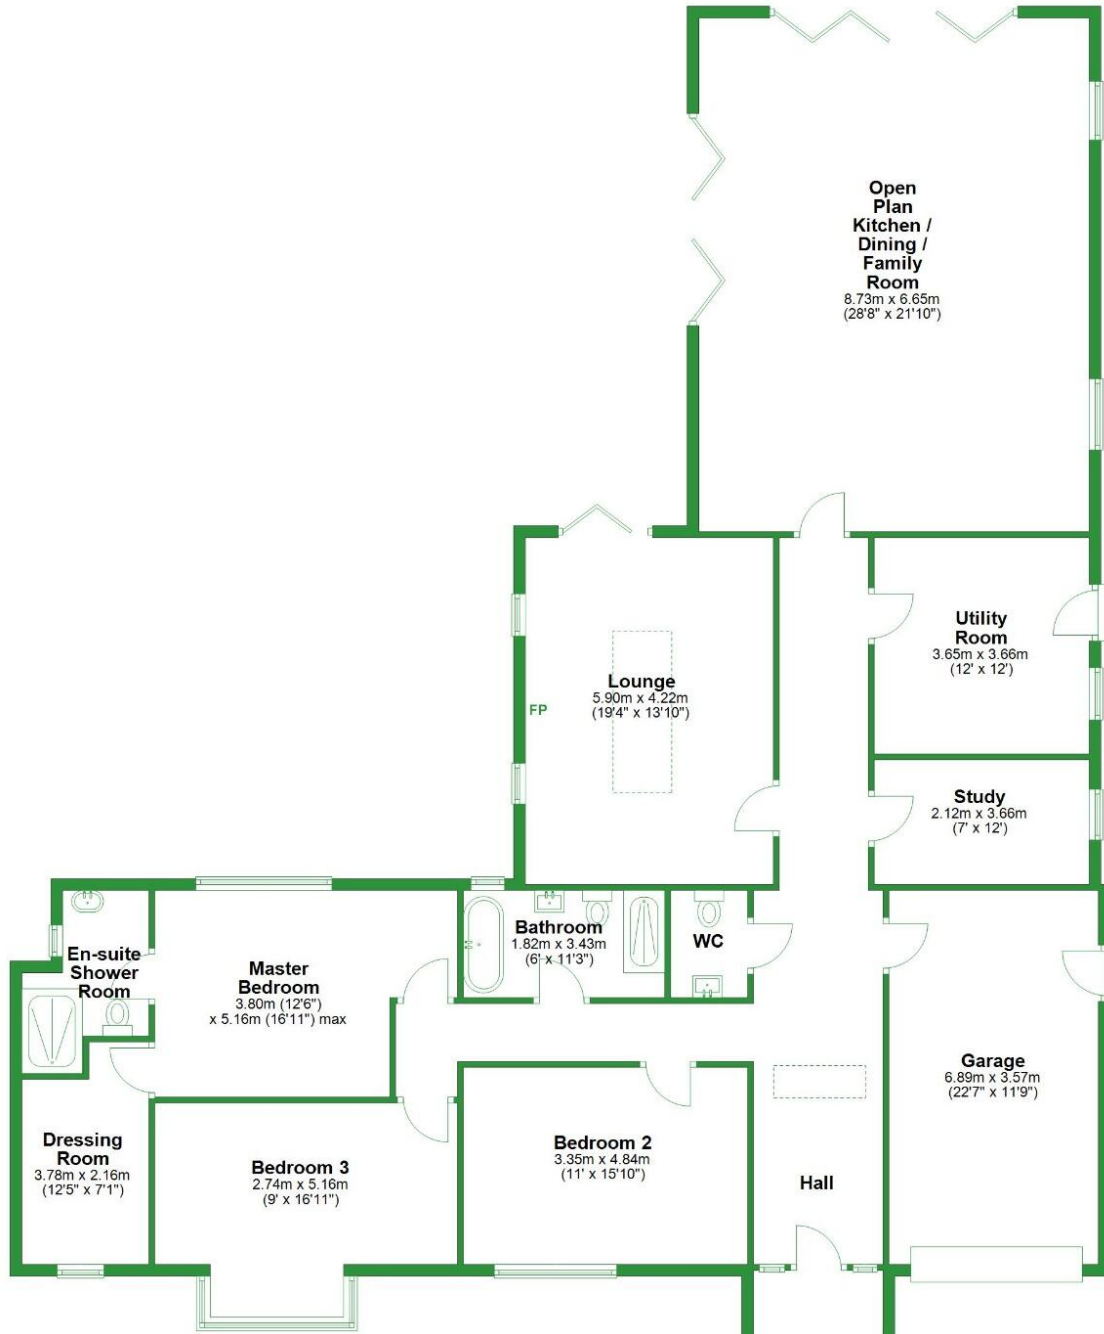 Open
Plan
Kitchen /
Dining /
Family
Room
8.73m x 6.65m
(28'8" x 21'10")
Utility
Room
3.65m x 3.66m
(12' x 12')
Lounge
5.90m x 4.22m
(19'4" x 13'10")
FP
Study
2.12m x 3.66m
(7' x 12')
Bathroom
1.82m x 3.43m
(6' x 11'3")
WC
En-suite
Shower
Room
Master
Bedroom
3.80m (12'6")
x 5.16m (16'11") max
Garage
6.89m x 3.57m
(22'7" x 11'9")
Dressing
Room
3.78m x 2.16m
(12'5" x 7'1")
Bedroom 3
2.74m x 5.16m
(9' x 16'11")
Bedroom 2
3.35m x 4.84m
(11' x 15'10")
Hall